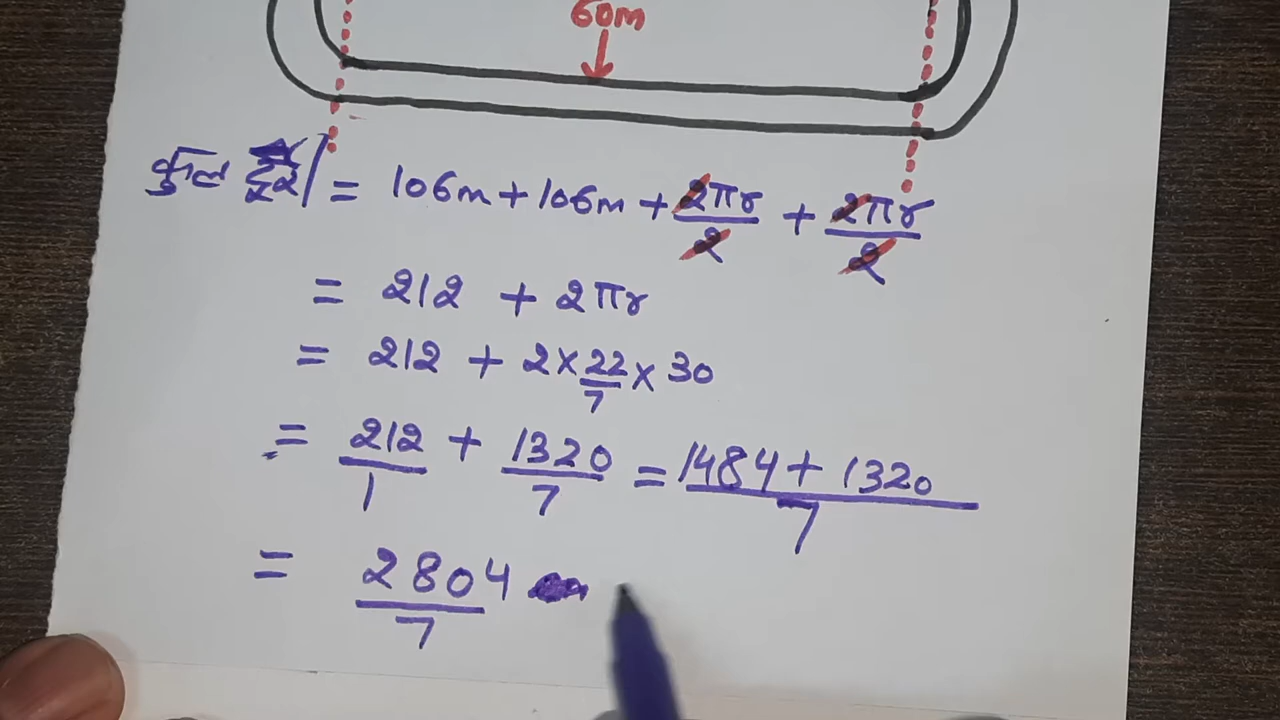 60m
कुल दूरी = 106m + 106m + 2πr/2 + 2πr/2
= 212 + 2πr
= 212 + 2 × 22/7 × 30
= 212/1 + 1320/7 = 1484 + 1320/7
= 2804/7